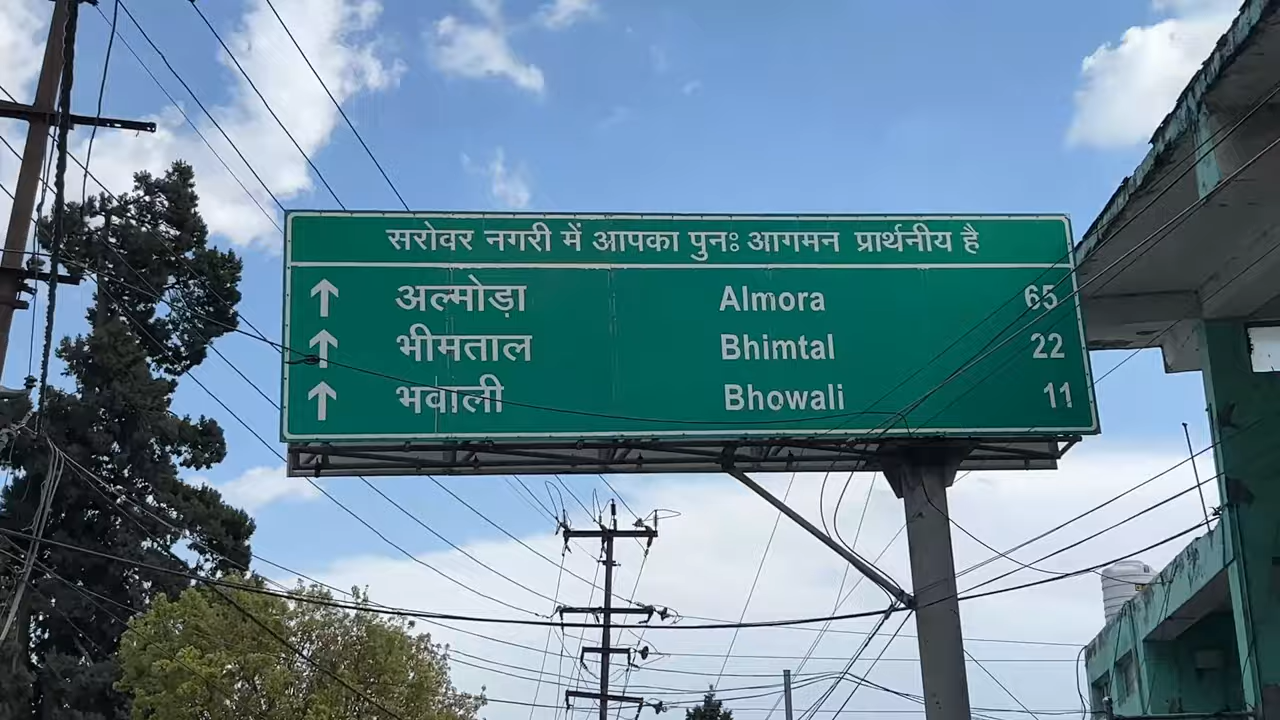 सरोवर नगरी में आपका पुनः आगमन प्रार्थनीय है
↑ अल्मोड़ा Almora 65
↑ भीमताल Bhimtal 22
↑ भवाली Bhowali 11